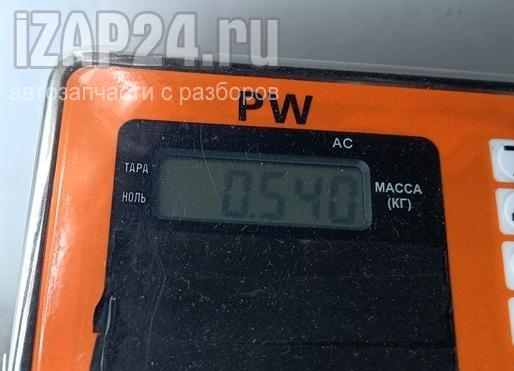 iZAP24.ru
автозапчасти с разборов
PW
AC
ТАРА
НОЛЬ
0.540
МАССА
(КГ)